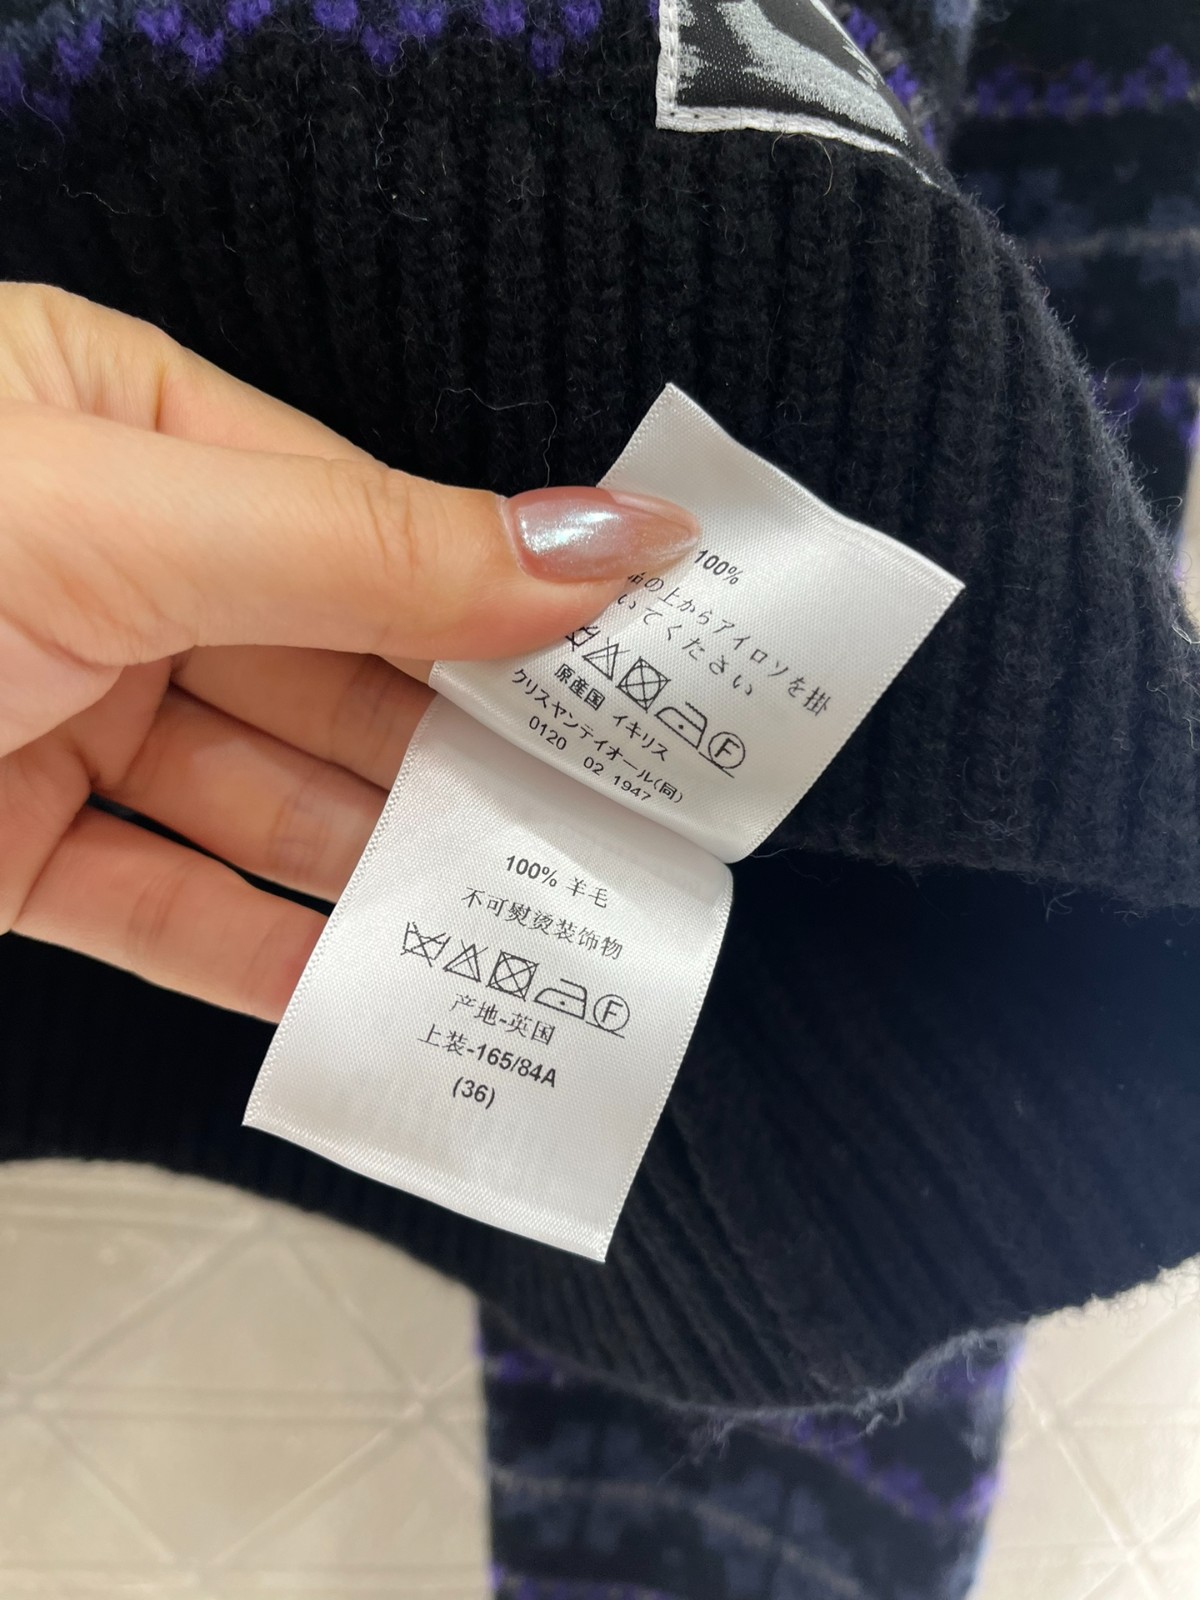 100%
の上からアイロンを掛
いてください
F
原産国 イギリス
クリスチャンディオール(同)
0120 02 1947
100% 羊毛
不可熨烫装饰物
F
产地-英国
上装-165/84A
(36)